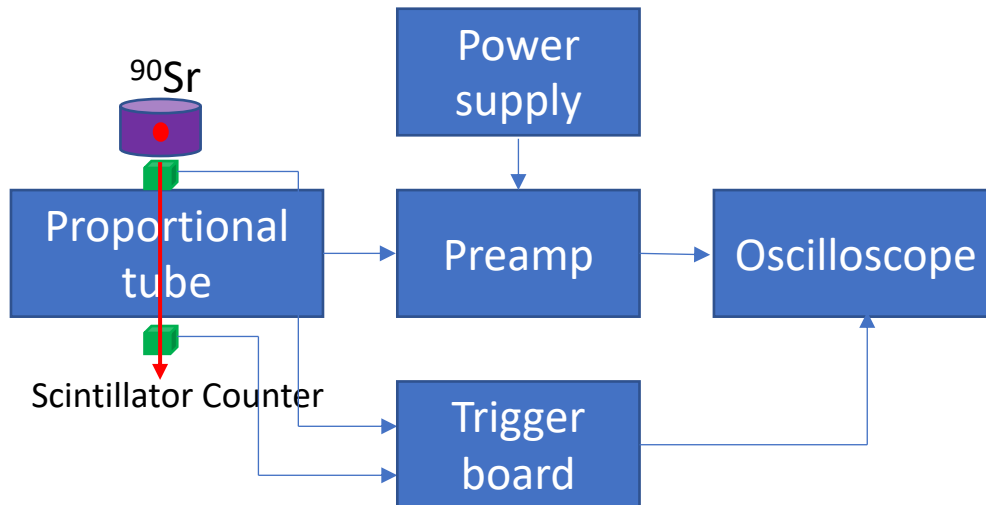 Power
supply
⁹⁰Sr
Proportional
tube
Preamp
Oscilloscope
Scintillator Counter
Trigger
board